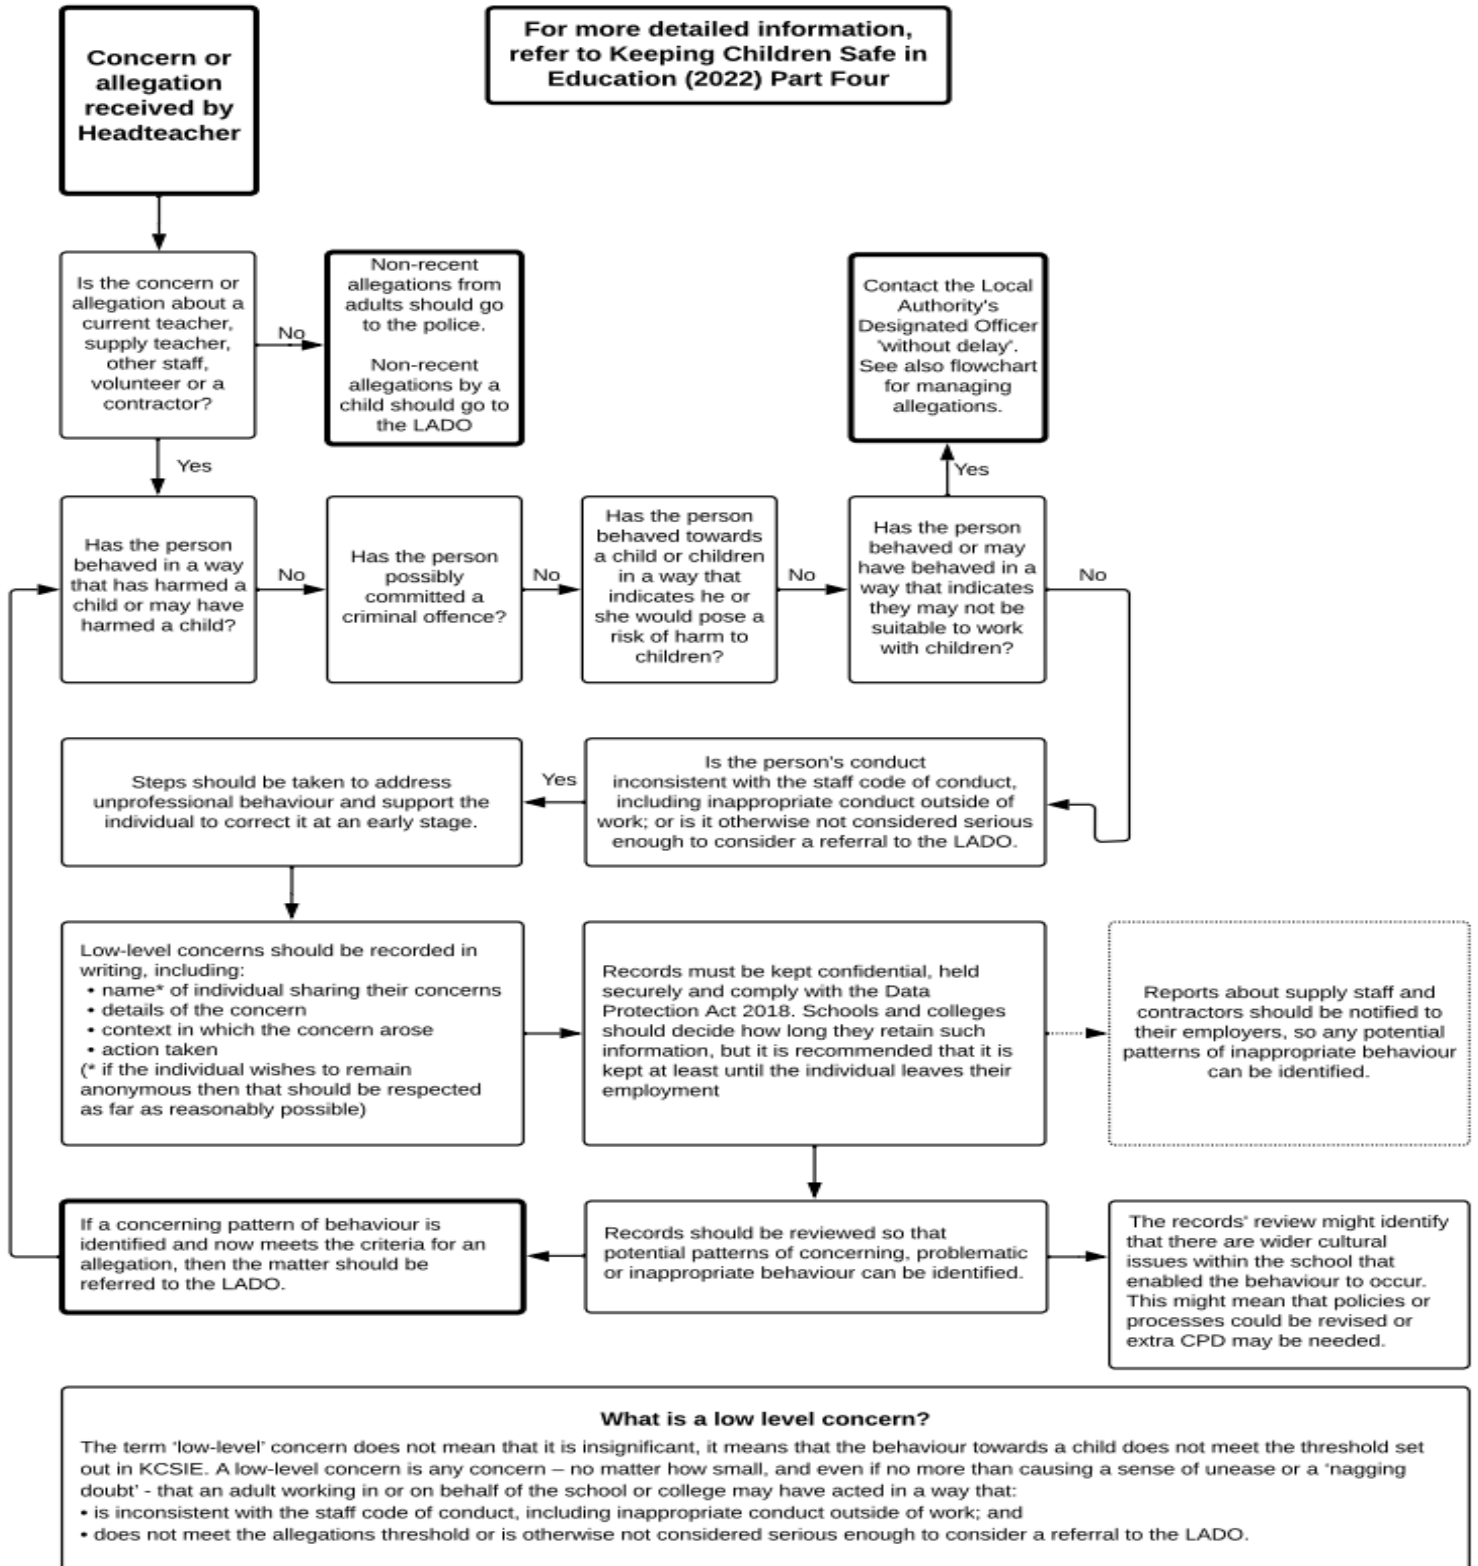 Concern or
allegation
received by
Headteacher
For more detailed information,
refer to Keeping Children Safe in
Education (2022) Part Four
Is the concern or
allegation about a
current teacher,
supply teacher,
other staff,
volunteer or a
contractor?
No
Non-recent
allegations from
adults should go
to the police.
Non-recent
allegations by a
child should go to
the LADO
Contact the Local
Authority's
Designated Officer
'without delay'.
See also flowchart
for managing
allegations.
Yes
Yes
Has the person
behaved in a way
that has harmed a
child or may have
harmed a child?
No
Has the person
possibly
committed a
criminal offence?
No
Has the person
behaved towards
a child or children
in a way that
indicates he or
she would pose a
risk of harm to
children?
No
Has the person
behaved or may
have behaved in a
way that indicates
they may not be
suitable to work
with children?
No
Is the person's conduct
inconsistent with the staff code of conduct,
including inappropriate conduct outside of
work; or is it otherwise not considered serious
enough to consider a referral to the LADO.
Yes
Steps should be taken to address
unprofessional behaviour and support the
individual to correct it at an early stage.
Low-level concerns should be recorded in
writing, including:
• name* of individual sharing their concerns
• details of the concern
• context in which the concern arose
• action taken
(* if the individual wishes to remain
anonymous then that should be respected
as far as reasonably possible)
Records must be kept confidential, held
securely and comply with the Data
Protection Act 2018. Schools and colleges
should decide how long they retain such
information, but it is recommended that it is
kept at least until the individual leaves their
employment
Reports about supply staff and
contractors should be notified to
their employers, so any potential
patterns of inappropriate behaviour
can be identified.
If a concerning pattern of behaviour is
identified and now meets the criteria for an
allegation, then the matter should be
referred to the LADO.
Records should be reviewed so that
potential patterns of concerning, problematic
or inappropriate behaviour can be identified.
The records' review might identify
that there are wider cultural
issues within the school that
enabled the behaviour to occur.
This might mean that policies or
processes could be revised or
extra CPD may be needed.
What is a low level concern?
The term 'low-level' concern does not mean that it is insignificant, it means that the behaviour towards a child does not meet the threshold set
out in KCSIE. A low-level concern is any concern – no matter how small, and even if no more than causing a sense of unease or a 'nagging
doubt' - that an adult working in or on behalf of the school or college may have acted in a way that:
• is inconsistent with the staff code of conduct, including inappropriate conduct outside of work; and
• does not meet the allegations threshold or is otherwise not considered serious enough to consider a referral to the LADO.